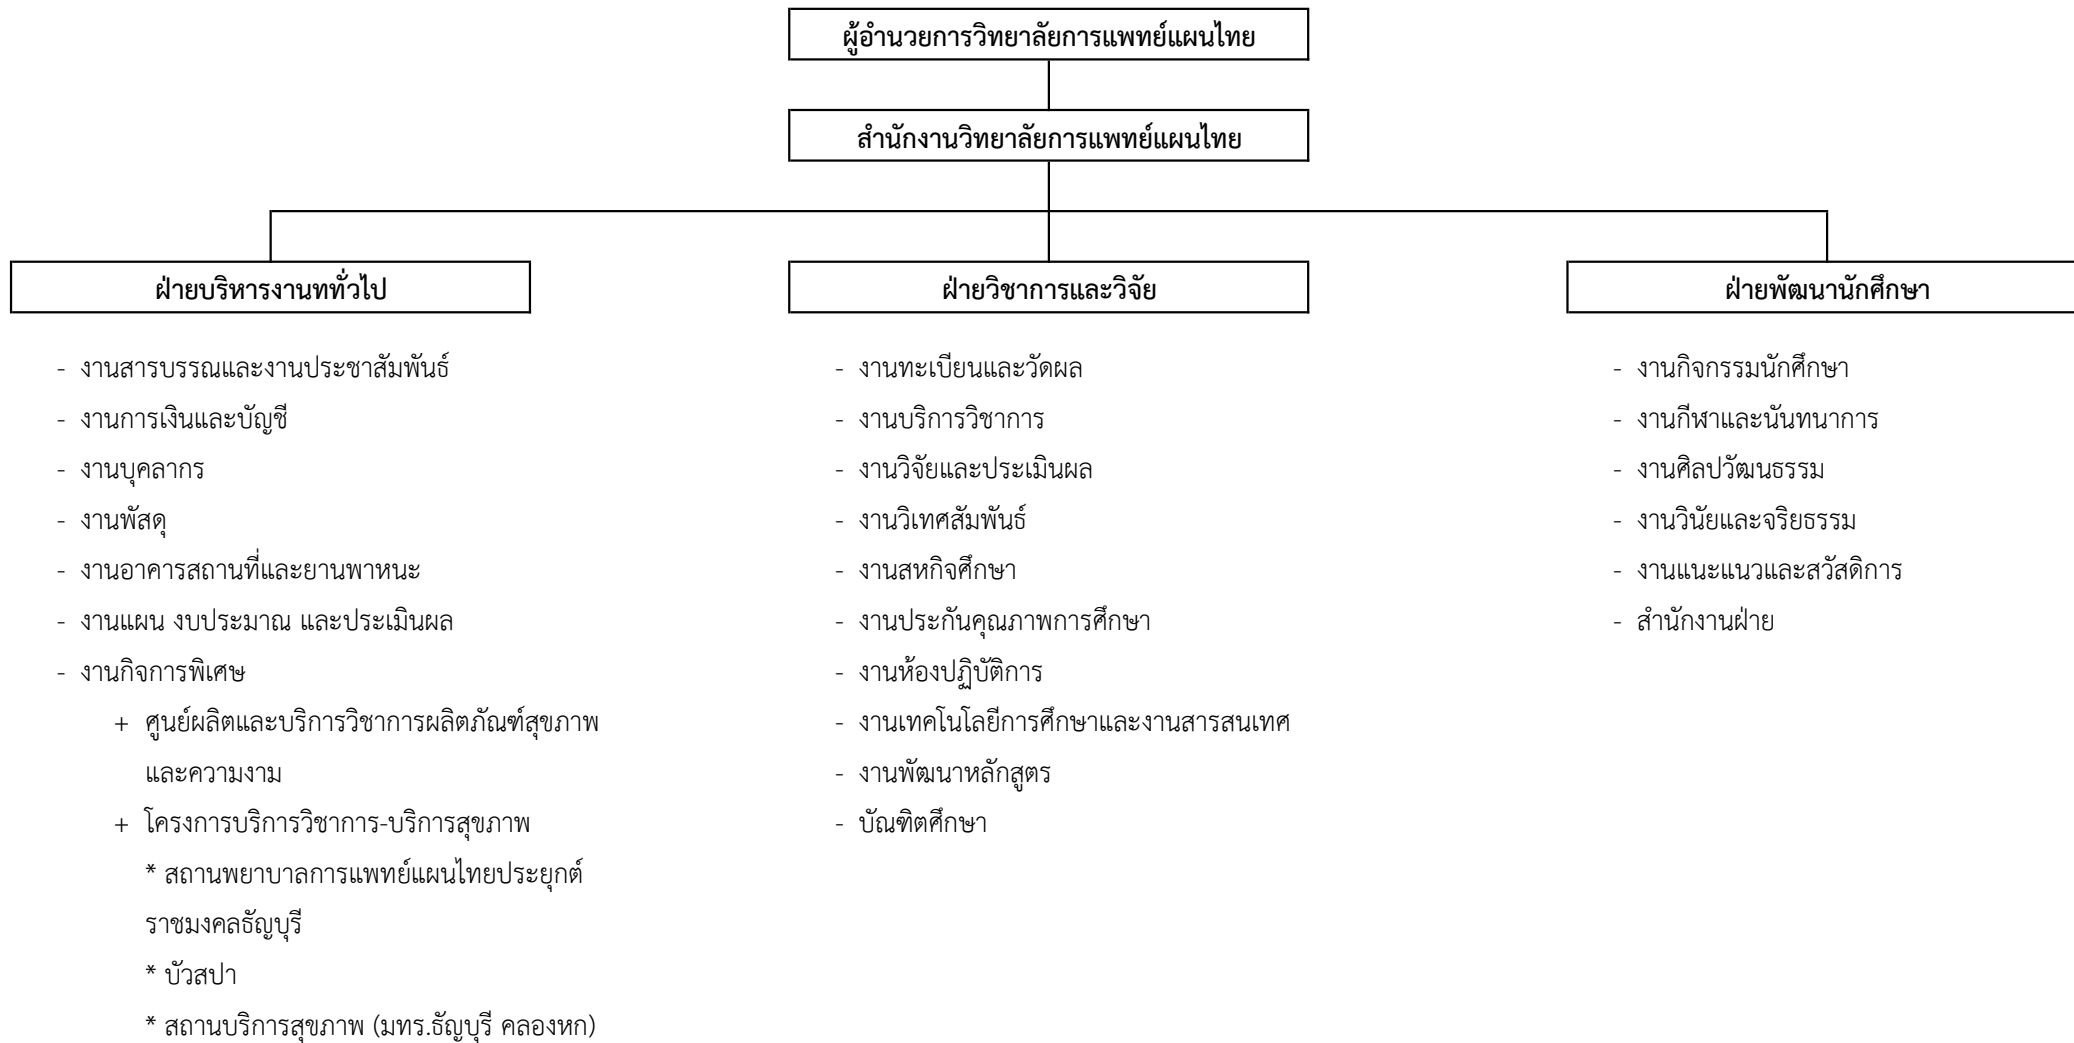 ผู้อำนวยการวิทยาลัยการแพทย์แผนไทย
สำนักงานวิทยาลัยการแพทย์แผนไทย
ฝ่ายบริหารงานททั่วไป
- งานสารบรรณและงานประชาสัมพันธ์
- งานการเงินและบัญชี
- งานบุคลากร
- งานพัสดุ
- งานอาคารสถานที่และยานพาหนะ
- งานแผน งบประมาณ และประเมินผล
- งานกิจการพิเศษ
+ ศูนย์ผลิตและบริการวิชาการผลิตภัณฑ์สุขภาพ
และความงาม
+ โครงการบริการวิชาการ-บริการสุขภาพ
* สถานพยาบาลการแพทย์แผนไทยประยุกต์
ราชมงคลธัญบุรี
* บัวสปา
* สถานบริการสุขภาพ (มทร.ธัญบุรี คลองหก)
ฝ่ายวิชาการและวิจัย
- งานทะเบียนและวัดผล
- งานบริการวิชาการ
- งานวิจัยและประเมินผล
- งานวิเทศสัมพันธ์
- งานสหกิจศึกษา
- งานประกันคุณภาพการศึกษา
- งานห้องปฏิบัติการ
- งานเทคโนโลยีการศึกษาและงานสารสนเทศ
- งานพัฒนาหลักสูตร
- บัณฑิตศึกษา
ฝ่ายพัฒนานักศึกษา
- งานกิจกรรมนักศึกษา
- งานกีฬาและนันทนาการ
- งานศิลปวัฒนธรรม
- งานวินัยและจริยธรรม
- งานแนะแนวและสวัสดิการ
- สำนักงานฝ่าย